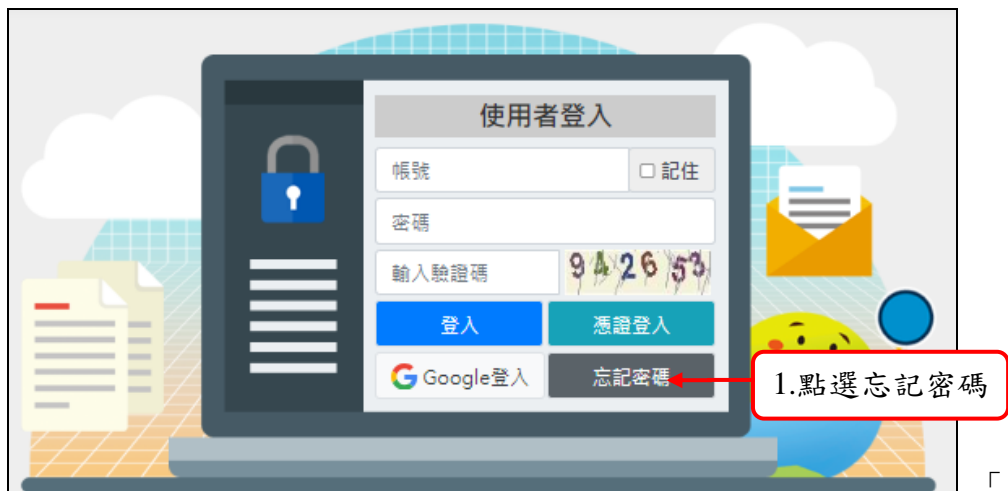 使用者登入
帳號
記住
密碼
輸入驗證碼
942653
登入
憑證登入
Google登入
忘記密碼
1.點選忘記密碼
「